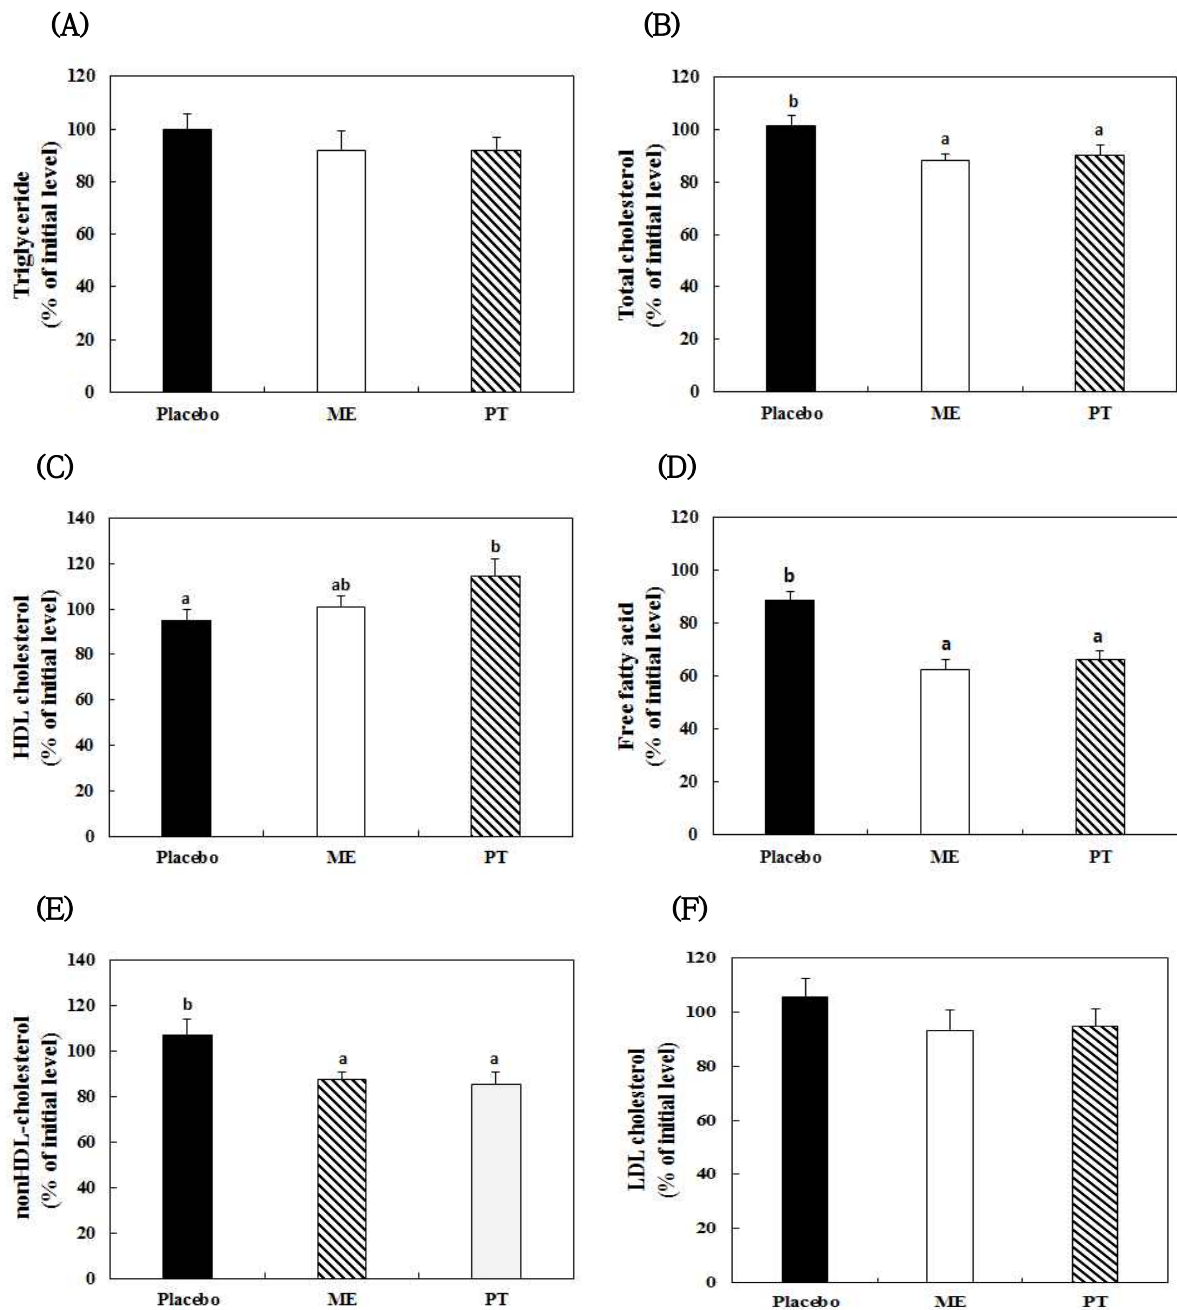 (A)
Triglyceride
(% of initial level)
120
100
80
60
40
20
0
Placebo ME PT
(B)
Total cholesterol
(% of initial level)
120
100
80
60
40
20
0
b
a
a
Placebo ME PT
(C)
HDL cholesterol
(% of initial level)
140
120
100
80
60
40
20
0
a
ab
b
Placebo ME PT
(D)
Free fatty acid
(% of initial level)
120
100
80
60
40
20
0
b
a
a
Placebo ME PT
(E)
nonHDL-cholesterol
(% of initial level)
140
120
100
80
60
40
20
0
b
a
a
Placebo ME PT
(F)
LDL cholesterol
(% of initial level)
120
100
80
60
40
20
0
Placebo ME PT